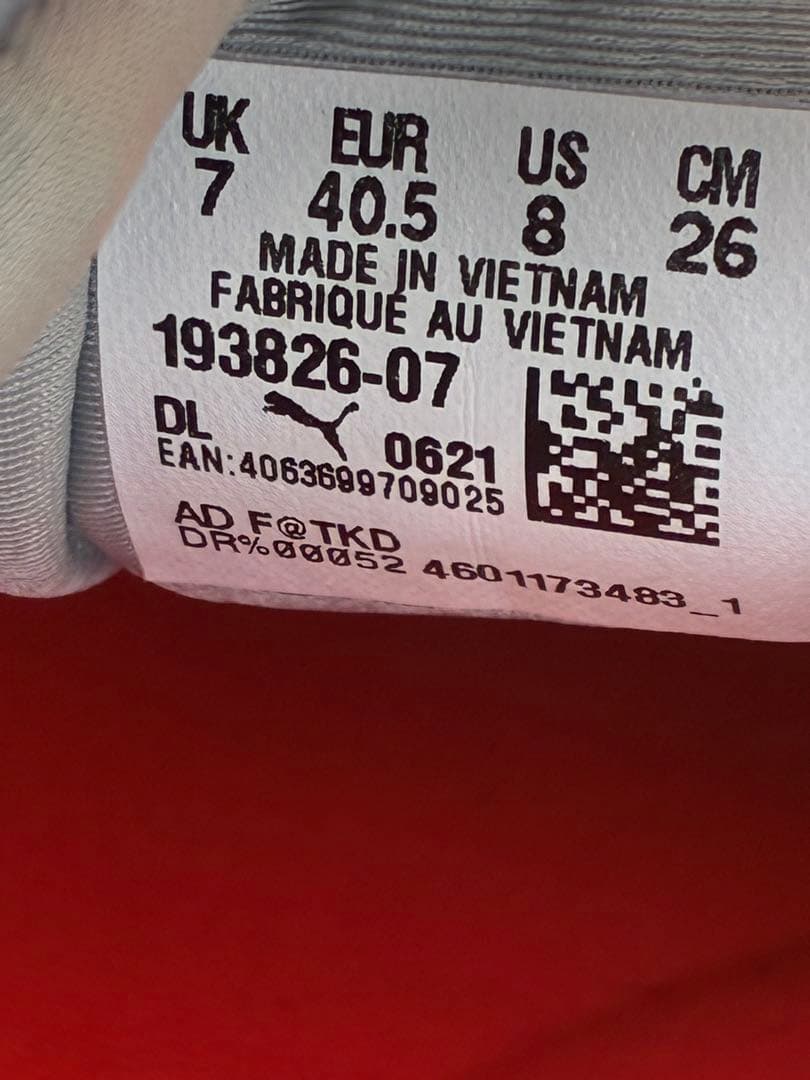 UK EUR US CM
7 40.5 8 26
MADE IN VIETNAM
FABRIQUE AU VIETNAM
193826-07
DL 0621
EAN:4063699709025
AD F@TKD
DR%00052 4601173483_1